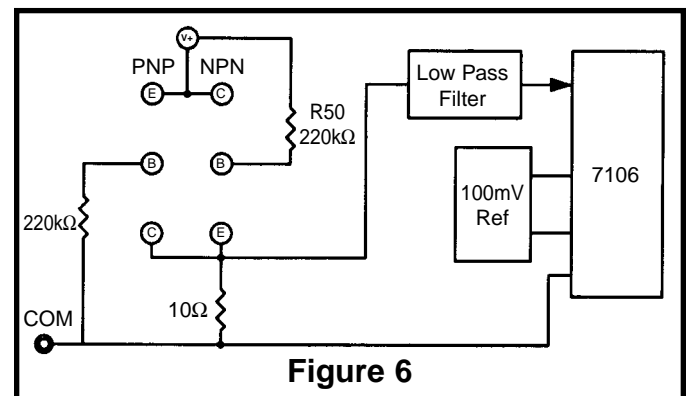 V+
PNP NPN
E C
R50
220kΩ
Low Pass
Filter
B B
220kΩ
100mV
Ref
7106
C E
10Ω
COM
Figure 6